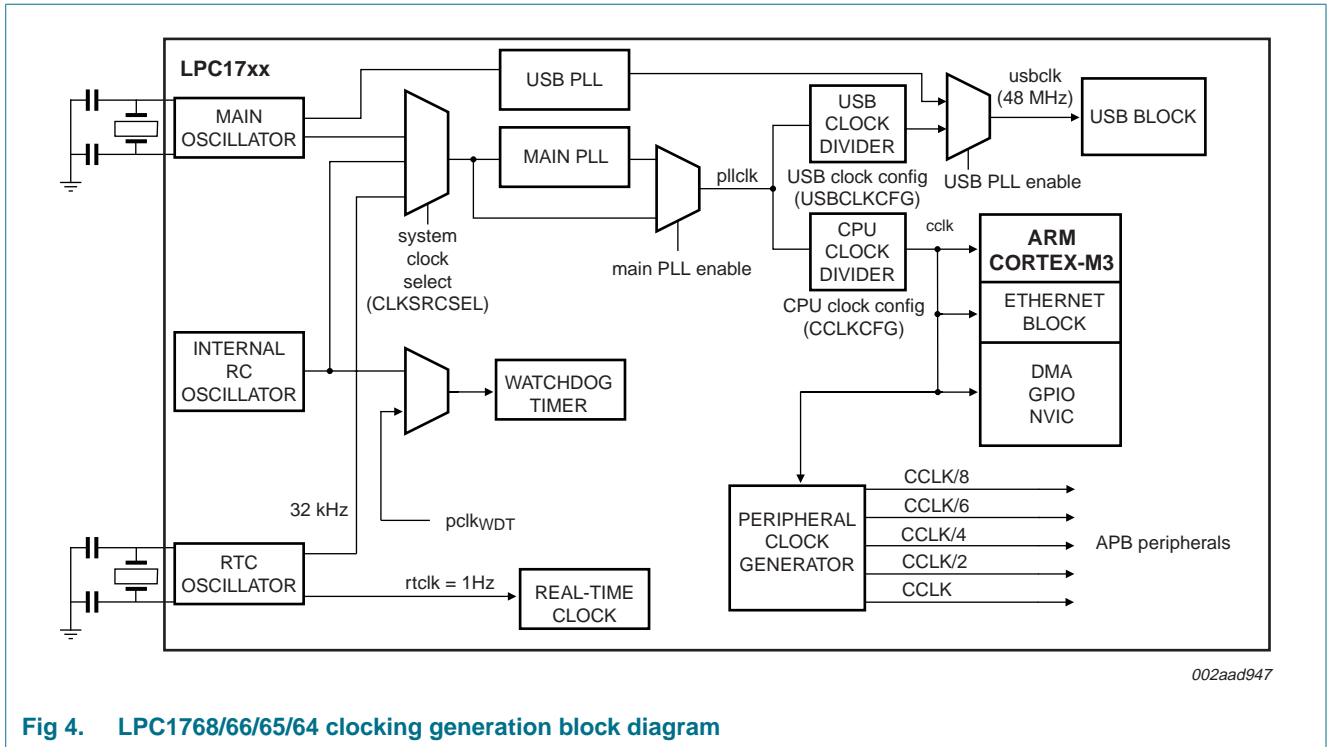 LPC17xx
MAIN
OSCILLATOR
USB PLL
MAIN PLL
system
clock
select
(CLKSRCSEL)
main PLL enable
pllclk
USB
CLOCK
DIVIDER
USB clock config
(USBCLKCFG)
usbclk
(48 MHz)
USB PLL enable
USB BLOCK
CPU
CLOCK
DIVIDER
CPU clock config
(CCLKCFG)
cclk
ARM
CORTEX-M3
ETHERNET
BLOCK
DMA
GPIO
NVIC
INTERNAL
RC
OSCILLATOR
WATCHDOG
TIMER
32 kHz
pclkWDT
RTC
OSCILLATOR
rtclk = 1Hz
REAL-TIME
CLOCK
PERIPHERAL
CLOCK
GENERATOR
CCLK/8
CCLK/6
CCLK/4
CCLK/2
CCLK
APB peripherals
002aad947
Fig 4. LPC1768/66/65/64 clocking generation block diagram